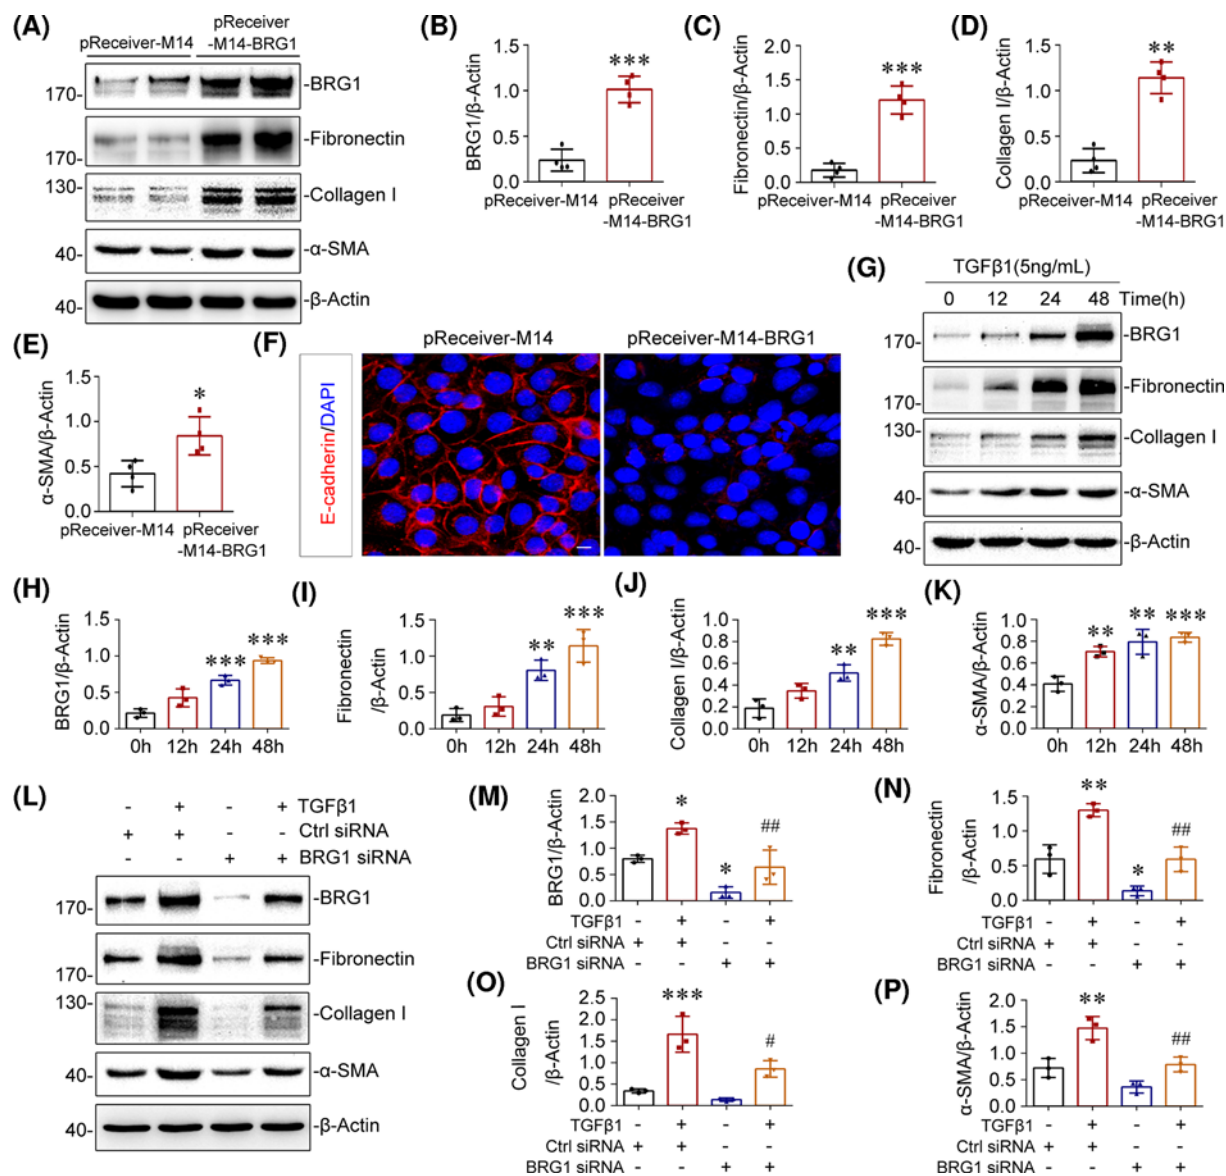 (A)
pReceiver-M14
pReceiver
-M14-BRG1
170-
-BRG1
170-
-Fibronectin
130-
-Collagen I
40-
-α-SMA
40-
-β-Actin
(B)
BRG1/β-Actin
1.5
1.0
0.5
0.0
***
pReceiver-M14
pReceiver
-M14-BRG1
(C)
Fibronectin/β-Actin
2.0
1.5
1.0
0.5
0.0
***
pReceiver-M14
pReceiver
-M14-BRG1
(D)
Collagen I/β-Actin
1.5
1.0
0.5
0.0
**
pReceiver-M14
pReceiver
-M14-BRG1
(E)
α-SMA/β-Actin
1.5
1.0
0.5
0.0
*
pReceiver-M14
pReceiver
-M14-BRG1
(F)
pReceiver-M14
pReceiver-M14-BRG1
E-cadherin/DAPI
(G)
TGFβ1(5ng/mL)
0 12 24 48 Time(h)
170-
-BRG1
170-
-Fibronectin
130-
-Collagen I
40-
-α-SMA
40-
-β-Actin
(H)
BRG1/β-Actin
1.5
1.0
0.5
0.0
*** ***
0h 12h 24h 48h
(I)
Fibronectin
/β-Actin
1.5
1.0
0.5
0.0
** ***
0h 12h 24h 48h
(J)
Collagen I/β-Actin
1.0
0.8
0.6
0.4
0.2
0.0
** ***
0h 12h 24h 48h
(K)
α-SMA/β-Actin
1.0
0.8
0.6
0.4
0.2
0.0
** ** ***
0h 12h 24h 48h
(L)
- + - + TGFβ1
+ + - - Ctrl siRNA
- - + + BRG1 siRNA
170-
-BRG1
170-
-Fibronectin
130-
-Collagen I
40-
-α-SMA
40-
-β-Actin
(M)
BRG1/β-Actin
2.0
1.5
1.0
0.5
0.0
* * ##
TGFβ1 - + - +
Ctrl siRNA + + - -
BRG1 siRNA - - + +
(N)
Fibronectin
/β-Actin
1.5
1.0
0.5
0.0
** * ##
TGFβ1 - + - +
Ctrl siRNA + + - -
BRG1 siRNA - - + +
(O)
Collagen I
/β-Actin
2.5
2.0
1.5
1.0
0.5
0.0
*** #
TGFβ1 - + - +
Ctrl siRNA + + - -
BRG1 siRNA - - + +
(P)
α-SMA/β-Actin
2.0
1.5
1.0
0.5
0.0
** ##
TGFβ1 - + - +
Ctrl siRNA + + - -
BRG1 siRNA - - + +